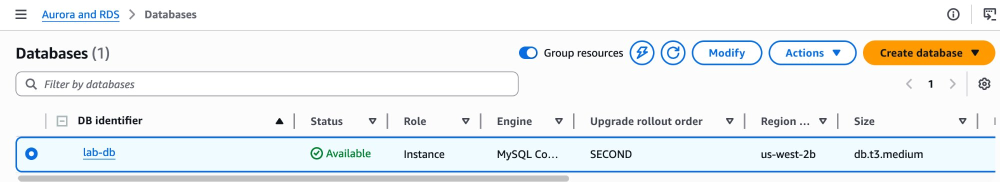 Aurora and RDS > Databases
Databases (1)
Group resources
Modify
Actions
Create database
Filter by databases
1
DB identifier
Status
Role
Engine
Upgrade rollout order
Region ...
Size
lab-db
Available
Instance
MySQL Co...
SECOND
us-west-2b
db.t3.medium